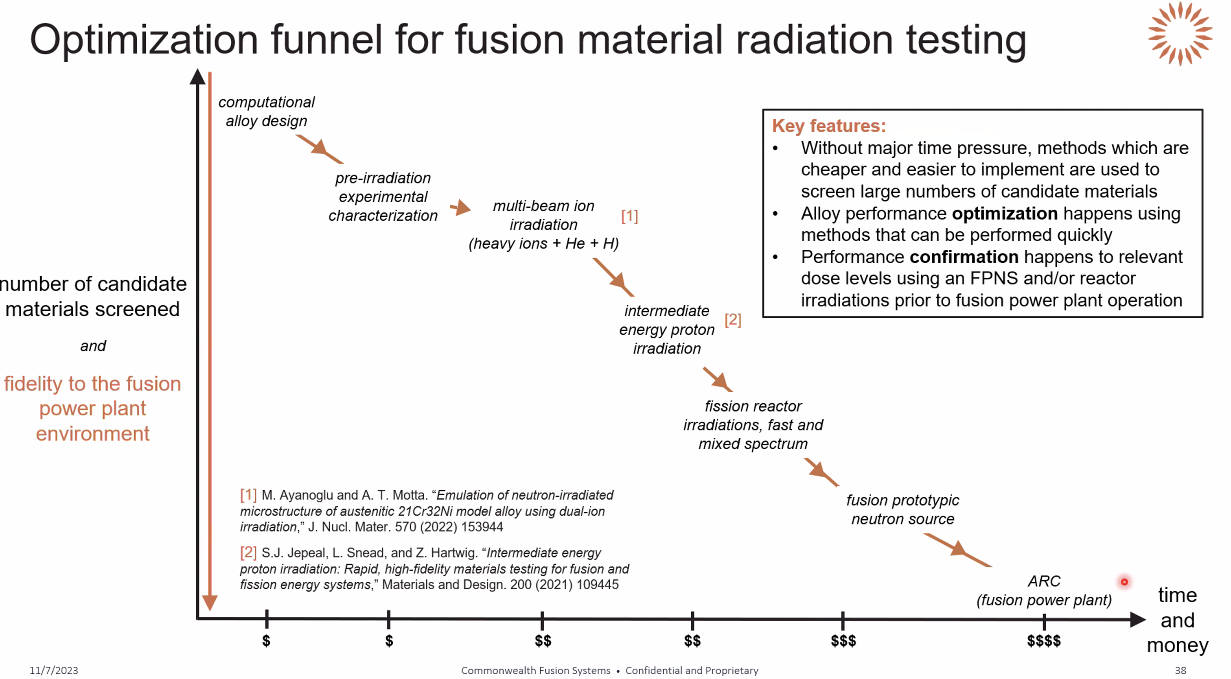 Optimization funnel for fusion material radiation testing
computational
alloy design
pre-irradiation
experimental
characterization
multi-beam ion
irradiation
(heavy ions + He + H)
[1]
intermediate
energy proton
irradiation
[2]
fission reactor
irradiations, fast and
mixed spectrum
fusion prototypic
neutron source
ARC
(fusion power plant)
Key features:
• Without major time pressure, methods which are
cheaper and easier to implement are used to
screen large numbers of candidate materials
• Alloy performance optimization happens using
methods that can be performed quickly
• Performance confirmation happens to relevant
dose levels using an FPNS and/or reactor
irradiations prior to fusion power plant operation
number of candidate
materials screened
and
fidelity to the fusion
power plant
environment
[1] M. Ayanoglu and A. T. Motta. “Emulation of neutron-irradiated
microstructure of austenitic 21Cr32Ni model alloy using dual-ion
irradiation,” J. Nucl. Mater. 570 (2022) 153944
[2] S.J. Jepeal, L. Snead, and Z. Hartwig. “Intermediate energy
proton irradiation: Rapid, high-fidelity materials testing for fusion and
fission energy systems,” Materials and Design. 200 (2021) 109445
$ $ $$ $$ $$$ $$$$
time
and
money
11/7/2023
Commonwealth Fusion Systems • Confidential and Proprietary
38